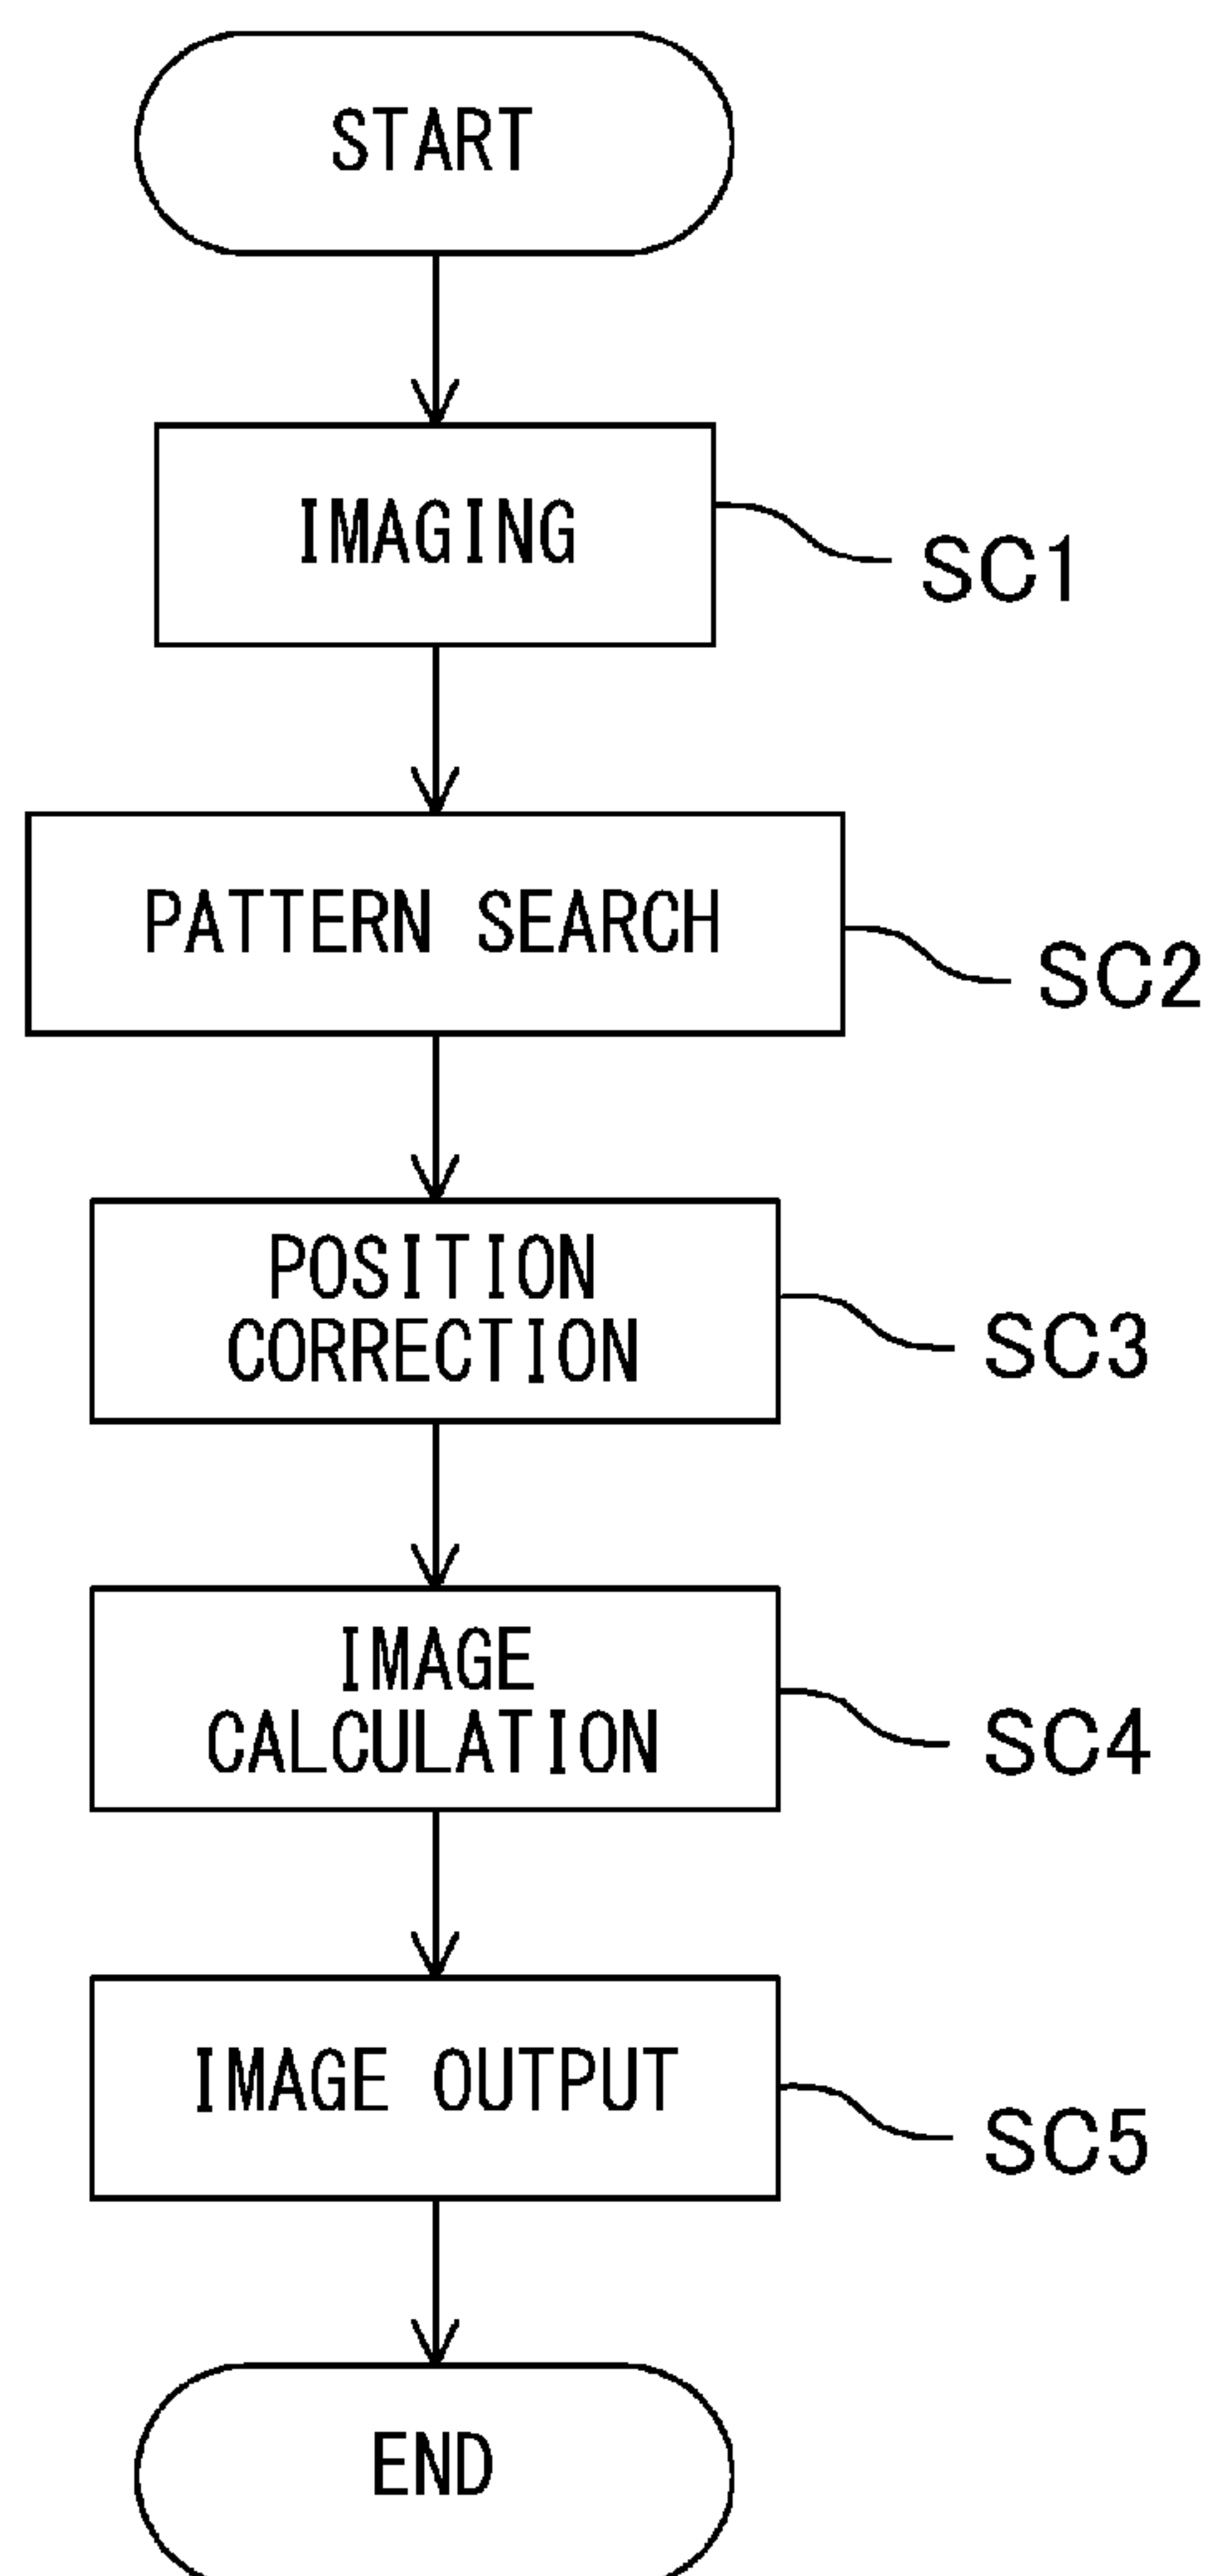 START
IMAGING
SC1
PATTERN SEARCH
SC2
POSITION
CORRECTION
SC3
IMAGE
CALCULATION
SC4
IMAGE OUTPUT
SC5
END